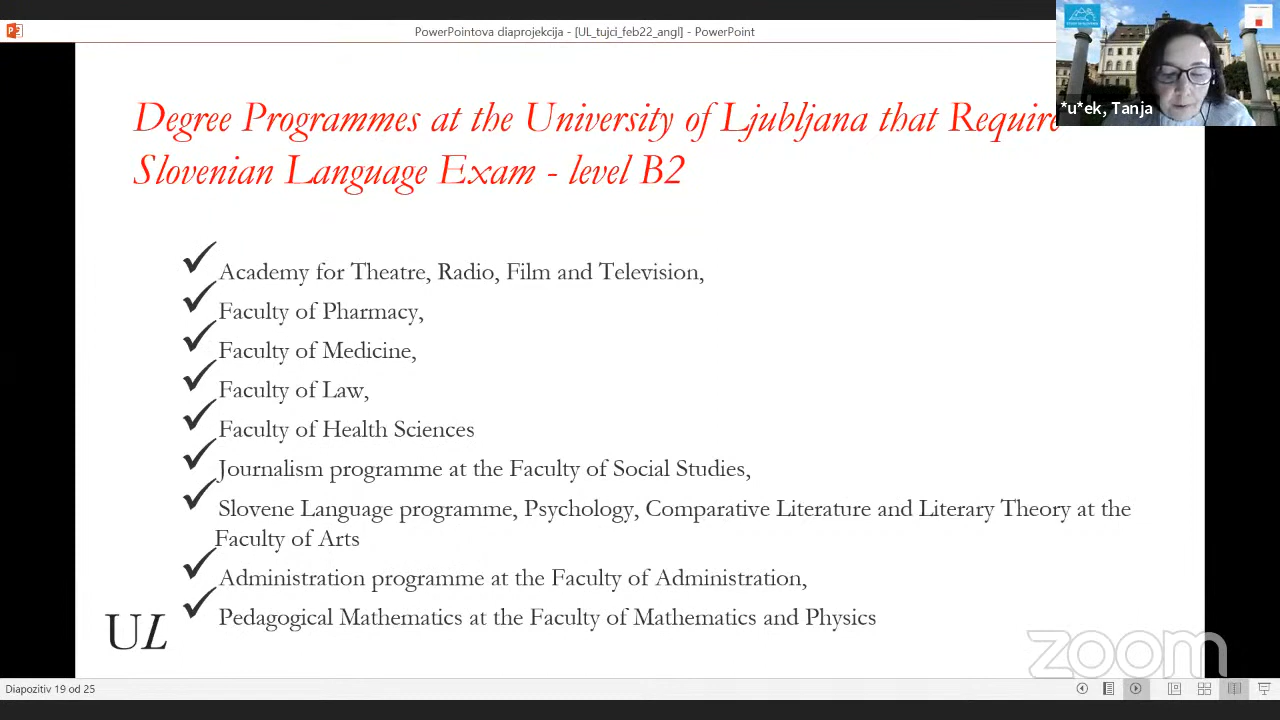 PowerPointova diaprojekcija - [UL_tujci_feb22_angl] - PowerPoint
*u*ek, Tanja
Degree Programmes at the University of Ljubljana that Require
Slovenian Language Exam - level B2
Academy for Theatre, Radio, Film and Television,
Faculty of Pharmacy,
Faculty of Medicine,
Faculty of Law,
Faculty of Health Sciences
Journalism programme at the Faculty of Social Studies,
Slovene Language programme, Psychology, Comparative Literature and Literary Theory at the
Faculty of Arts
Administration programme at the Faculty of Administration,
Pedagogical Mathematics at the Faculty of Mathematics and Physics
UL
zoom
Diapozitiv 19 od 25